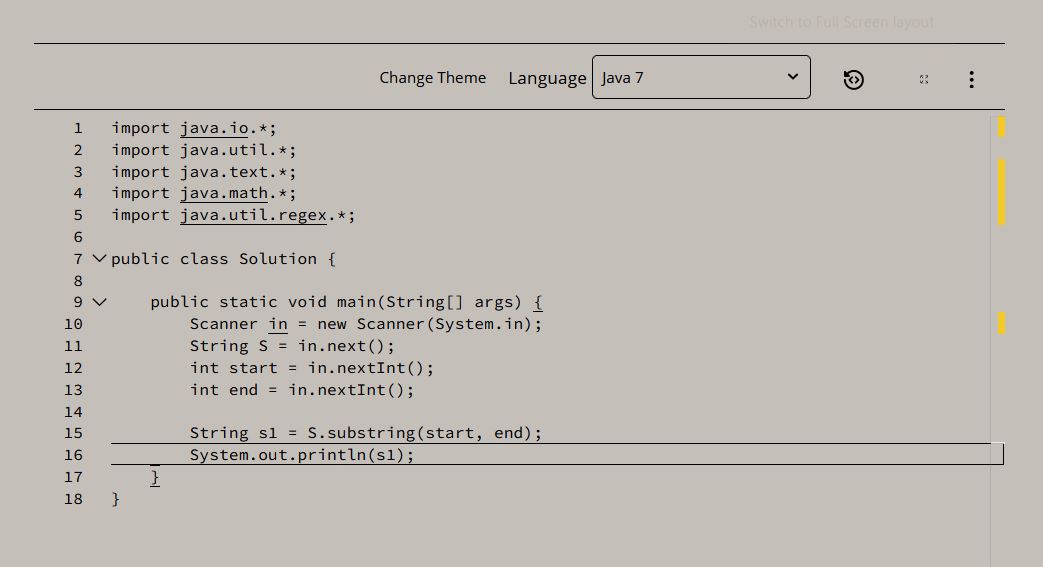 Switch to Full Screen layout
Change Theme Language Java 7
1 import java.io.*;
2 import java.util.*;
3 import java.text.*;
4 import java.math.*;
5 import java.util.regex.*;
6
7 public class Solution {
8
9     public static void main(String[] args) {
10         Scanner in = new Scanner(System.in);
11         String S = in.next();
12         int start = in.nextInt();
13         int end = in.nextInt();
14
15         String s1 = S.substring(start, end);
16         System.out.println(s1);
17     }
18 }